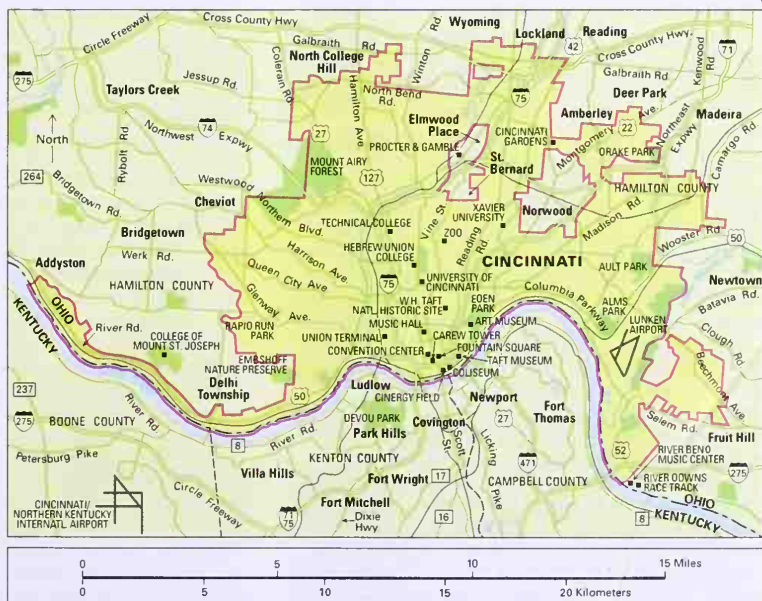 Wyoming
Lockland
Reading
Cross County Hwy
Circle Freeway
Galbraith Rd.
North College
Hill
Colerain Rd.
Hamilton Ave.
Winton Rd.
42
Cross County Hwy.
71
Kenwood Rd
275
Jessup Rd.
Taylors Creek
North Bend
Rd.
75
Galbraith Rd.
Deer Park
Amberley
Montgomery Ave.
Northeast Expwy
Madeira
North
Rybolt Rd
74
Northwest Expwy
27
Elmwood
Place
PROCTER & GAMBLE
CINCINNATI
GARDENS
22
ORAKE PARK
Camargo Rd.
264
MOUNT AIRY
FOREST
127
St.
Bernard
HAMILTON COUNTY
Bridgetown Rd.
Westwood Northern Blvd.
Cheviot
XAVIER
UNIVERSITY
Norwood
Madison Rd.
TECHNICAL COLLEGE
Vine St
200
Reading Rd.
Wooster Rd.
50
Bridgetown
Harrison Ave.
HEBREW UNION
COLLEGE
CINCINNATI
Addyston
Werk Rd.
Queen City Ave.
75
UNIVERSITY OF
CINCINNATI
Columbia Parkway
AULT PARK
Newtown
HAMILTON COUNTY
Glenway Ave.
W.H. TAFT
NATL. HISTORIC SITE
EOEN
PARK
ALMS
PARK
Batavia Rd.
OHIO
KENTUCKY
River Rd.
RAPIO RUN
PARK
MUSIC HALL
ART MUSEUM
LUNKEN
AIRPORT
Clough Rd.
COLLEGE OF
MOUNT ST. JOSEPH
UNION TERMINAL
CAREW TOWER
FOUNTAIN SQUARE
EMBSHOFF
NATURE PRESERVE
CONVENTION CENTER
TAFT MUSEUM
COLISEUM
Beechmont Ave.
Delhi
Township
50
Ludlow
CINERGY FIELD
Newport
237
River Rd.
DEVOU PARK
Covington
27
Fort
Thomas
Salem Rd.
275
BOONE COUNTY
8
River Rd.
Park Hills
Scott St.
Licking Pike
52
Fruit Hill
KENTON COUNTY
RIVER BENO
MUSIC CENTER
Petersburg Pike
Villa Hills
Fort Wright
17
471
CAMPBELL COUNTY
275
RIVER OOWNS
RACE TRACK
CINCINNATI/
NORTHERN KENTUCKY
INTERNATL. AIRPORT
Circle Freeway
71
75
Fort Mitchell
Dixie
Hwy
16
8
OHIO
KENTUCKY
0 5 10 15 Miles
0 5 10 15 20 Kilometers